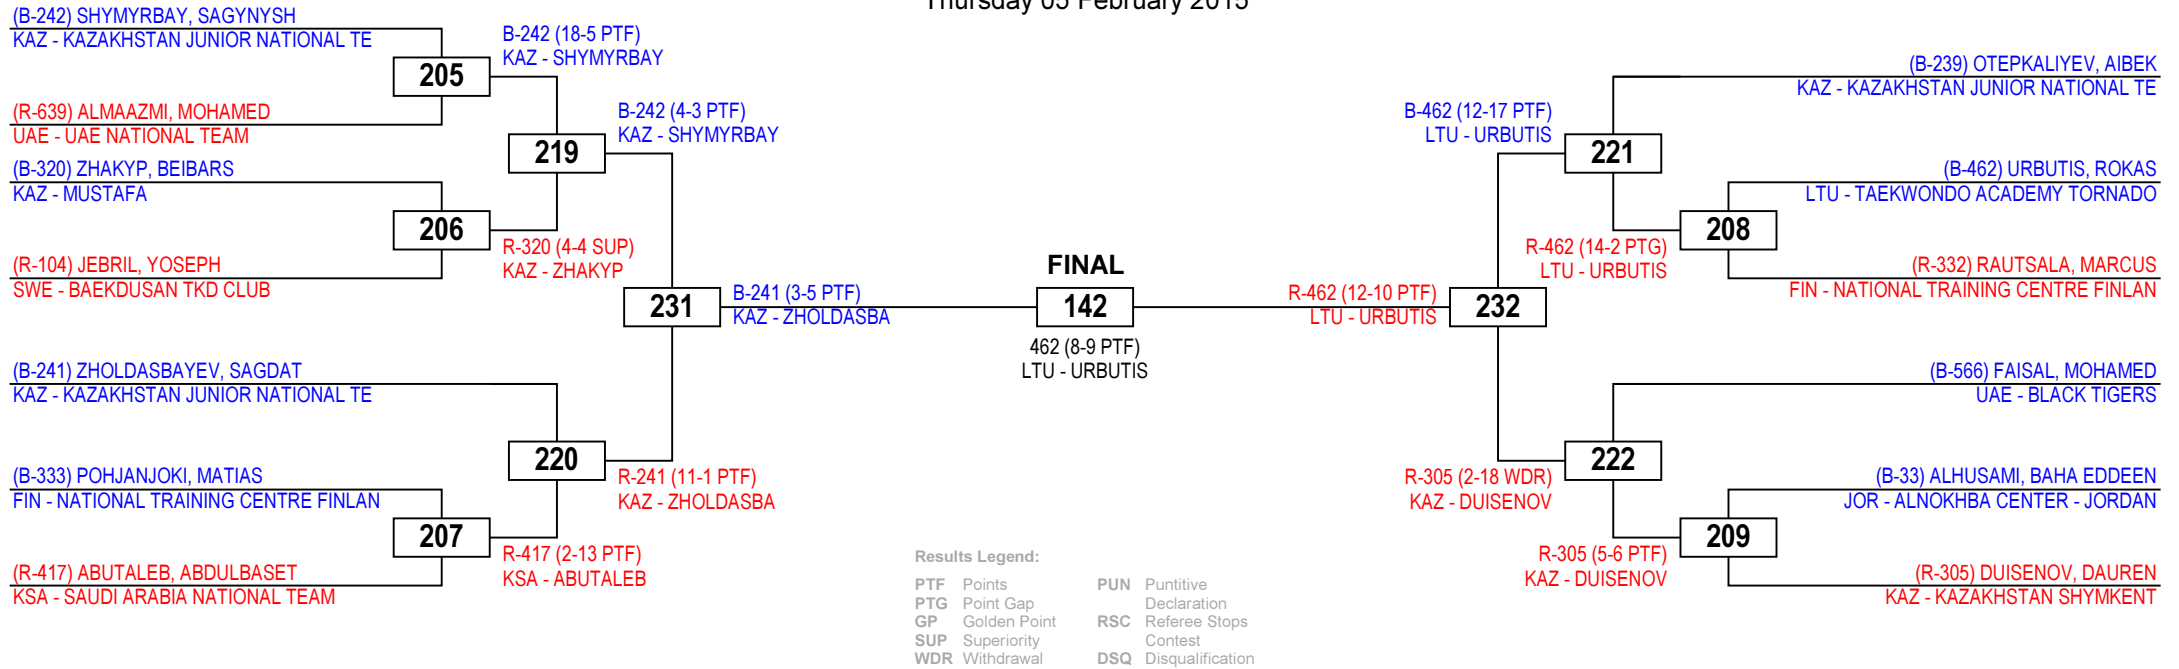 Thursday 05 February 2015
(B-242) SHYMYRBAY, SAGYNYSH
KAZ - KAZAKHSTAN JUNIOR NATIONAL TE
205
(R-639) ALMAAZMI, MOHAMED
UAE - UAE NATIONAL TEAM
(B-320) ZHAKYP, BEIBARS
KAZ - MUSTAFA
206
(R-104) JEBRIL, YOSEPH
SWE - BAEKDUSAN TKD CLUB
(B-241) ZHOLDASBAYEV, SAGDAT
KAZ - KAZAKHSTAN JUNIOR NATIONAL TE
(B-333) POHJANJOKI, MATIAS
FIN - NATIONAL TRAINING CENTRE FINLAN
207
(R-417) ABUTALEB, ABDULBASET
KSA - SAUDI ARABIA NATIONAL TEAM
B-242 (18-5 PTF)
KAZ - SHYMYRBAY
219
R-320 (4-4 SUP)
KAZ - ZHAKYP
220
R-417 (2-13 PTF)
KSA - ABUTALEB
B-242 (4-3 PTF)
KAZ - SHYMYRBAY
231
R-241 (11-1 PTF)
KAZ - ZHOLDASBA
B-241 (3-5 PTF)
KAZ - ZHOLDASBA
FINAL
142
462 (8-9 PTF)
LTU - URBUTIS
R-462 (12-10 PTF)
LTU - URBUTIS
232
B-462 (12-17 PTF)
LTU - URBUTIS
221
R-305 (2-18 WDR)
KAZ - DUISENOV
222
R-462 (14-2 PTG)
LTU - URBUTIS
208
R-305 (5-6 PTF)
KAZ - DUISENOV
209
(B-239) OTEPKALIYEV, AIBEK
KAZ - KAZAKHSTAN JUNIOR NATIONAL TE
(B-462) URBUTIS, ROKAS
LTU - TAEKWONDO ACADEMY TORNADO
(R-332) RAUTSALA, MARCUS
FIN - NATIONAL TRAINING CENTRE FINLAN
(B-566) FAISAL, MOHAMED
UAE - BLACK TIGERS
(B-33) ALHUSAMI, BAHA EDDEEN
JOR - ALNOKHBA CENTER - JORDAN
(R-305) DUISENOV, DAUREN
KAZ - KAZAKHSTAN SHYMKENT
Results Legend:
PTF Points
PTG Point Gap
GP Golden Point
SUP Superiority
WDR Withdrawal
PUN Puntitive
Declaration
RSC Referee Stops
Contest
DSQ Disqualification